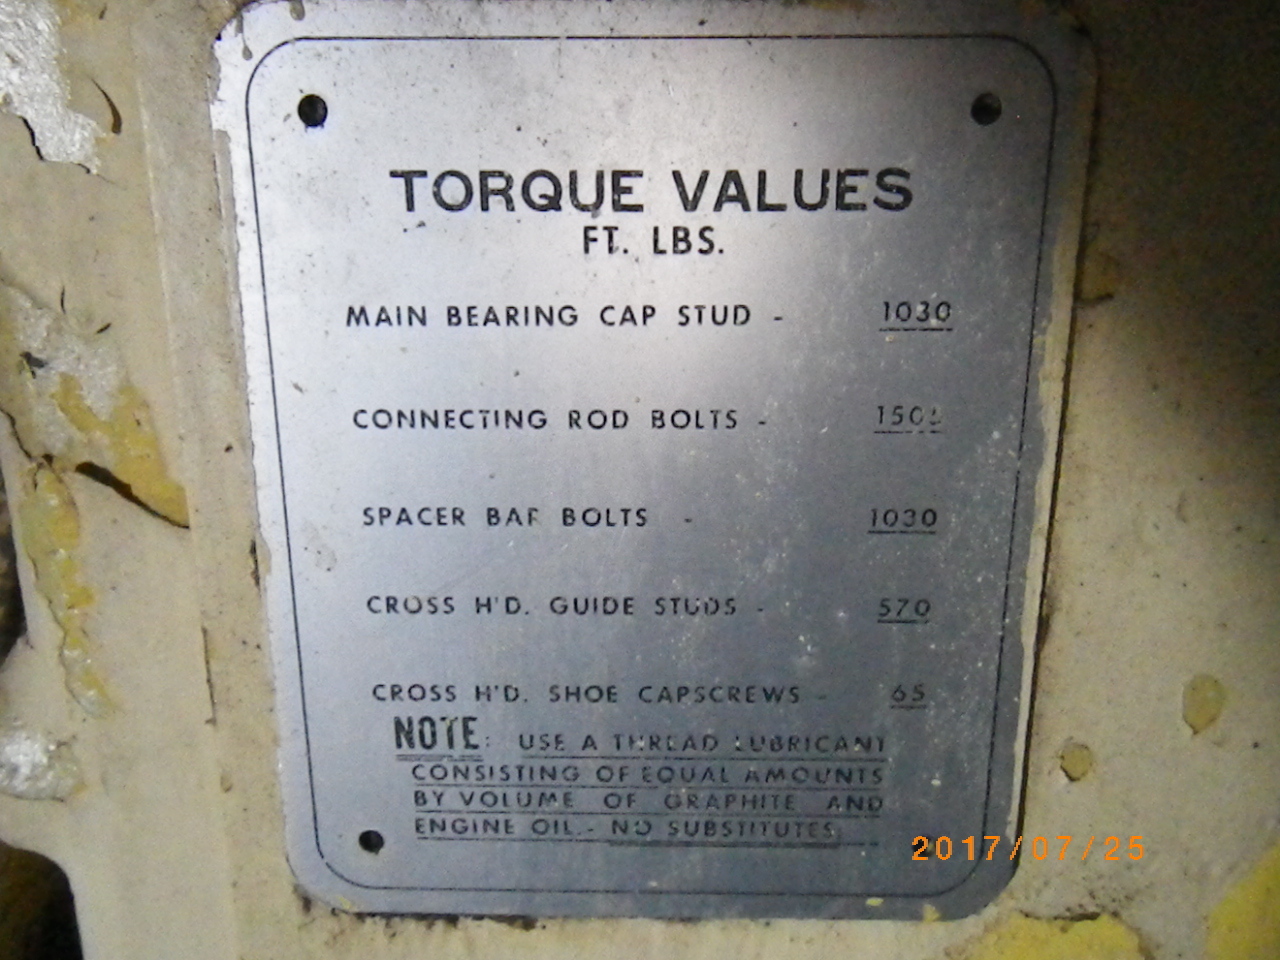 TORQUE VALUES
FT. LBS.
MAIN BEARING CAP STUD - 1030
CONNECTING ROD BOLTS -
SPACER BAR BOLTS - 1030
CROSS H'D. GUIDE STUDS - 570
CROSS H'D. SHOE CAPSCREWS - 65
NOTE: USE A THREAD LUBRICANT
CONSISTING OF EQUAL AMOUNTS
BY VOLUME OF GRAPHITE AND
ENGINE OIL - NO SUBSTITUTES.
2017/07/25